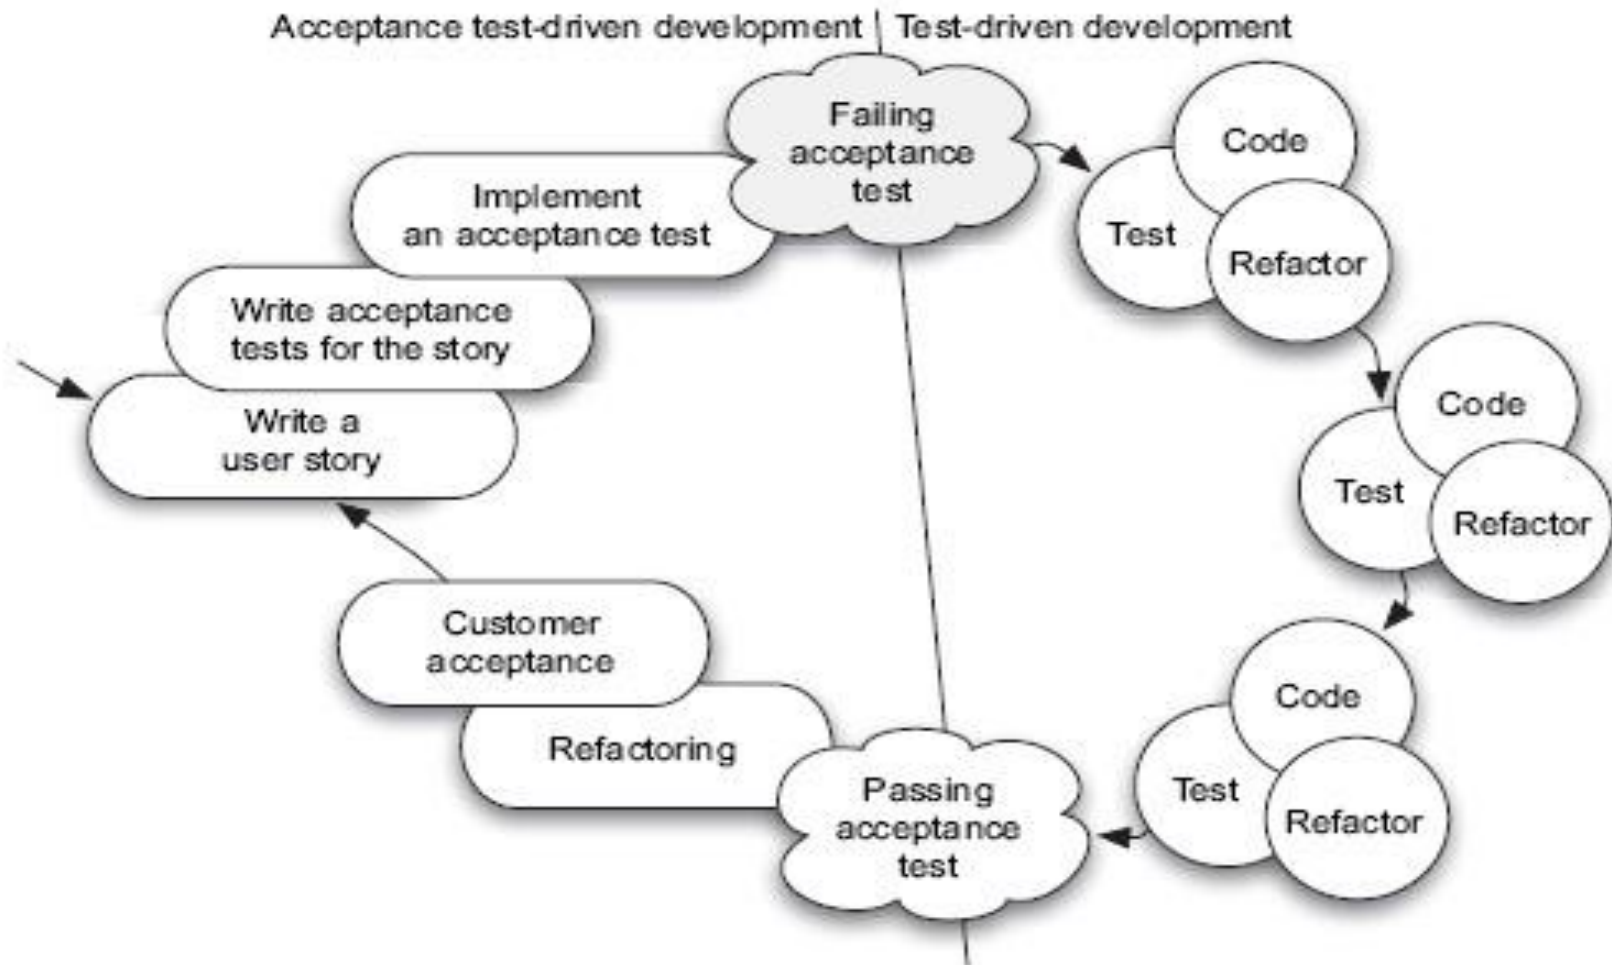 Acceptance test-driven development
Test-driven development
Failing
acceptance
test
Implement
an acceptance test
Write acceptance
tests for the story
Write a
user story
Code
Test
Refactor
Code
Test
Refactor
Code
Test
Refactor
Passing
acceptance
test
Refactoring
Customer
acceptance